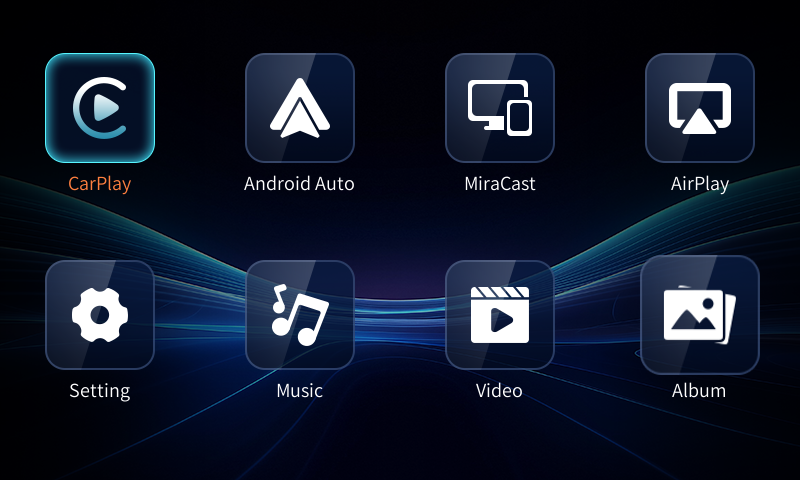 CarPlay
Android Auto
MiraCast
AirPlay
Setting
Music
Video
Album